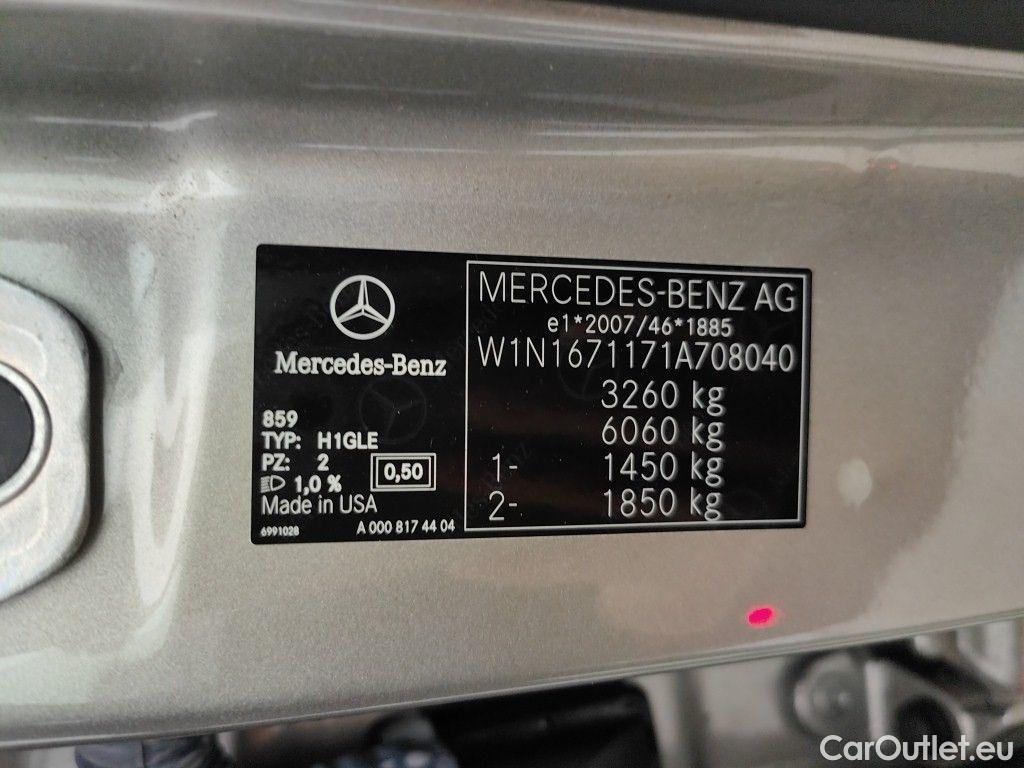 Mercedes-Benz
859
TYP: H1GLE
PZ: 2
1,0 %
0,50
Made in USA
6991028
A 000 817 44 04
MERCEDES-BENZ AG
e1*2007/46*1885
W1N1671171A708040
3260 kg
6060 kg
1- 1450 kg
2- 1850 kg
CarOutlet.eu